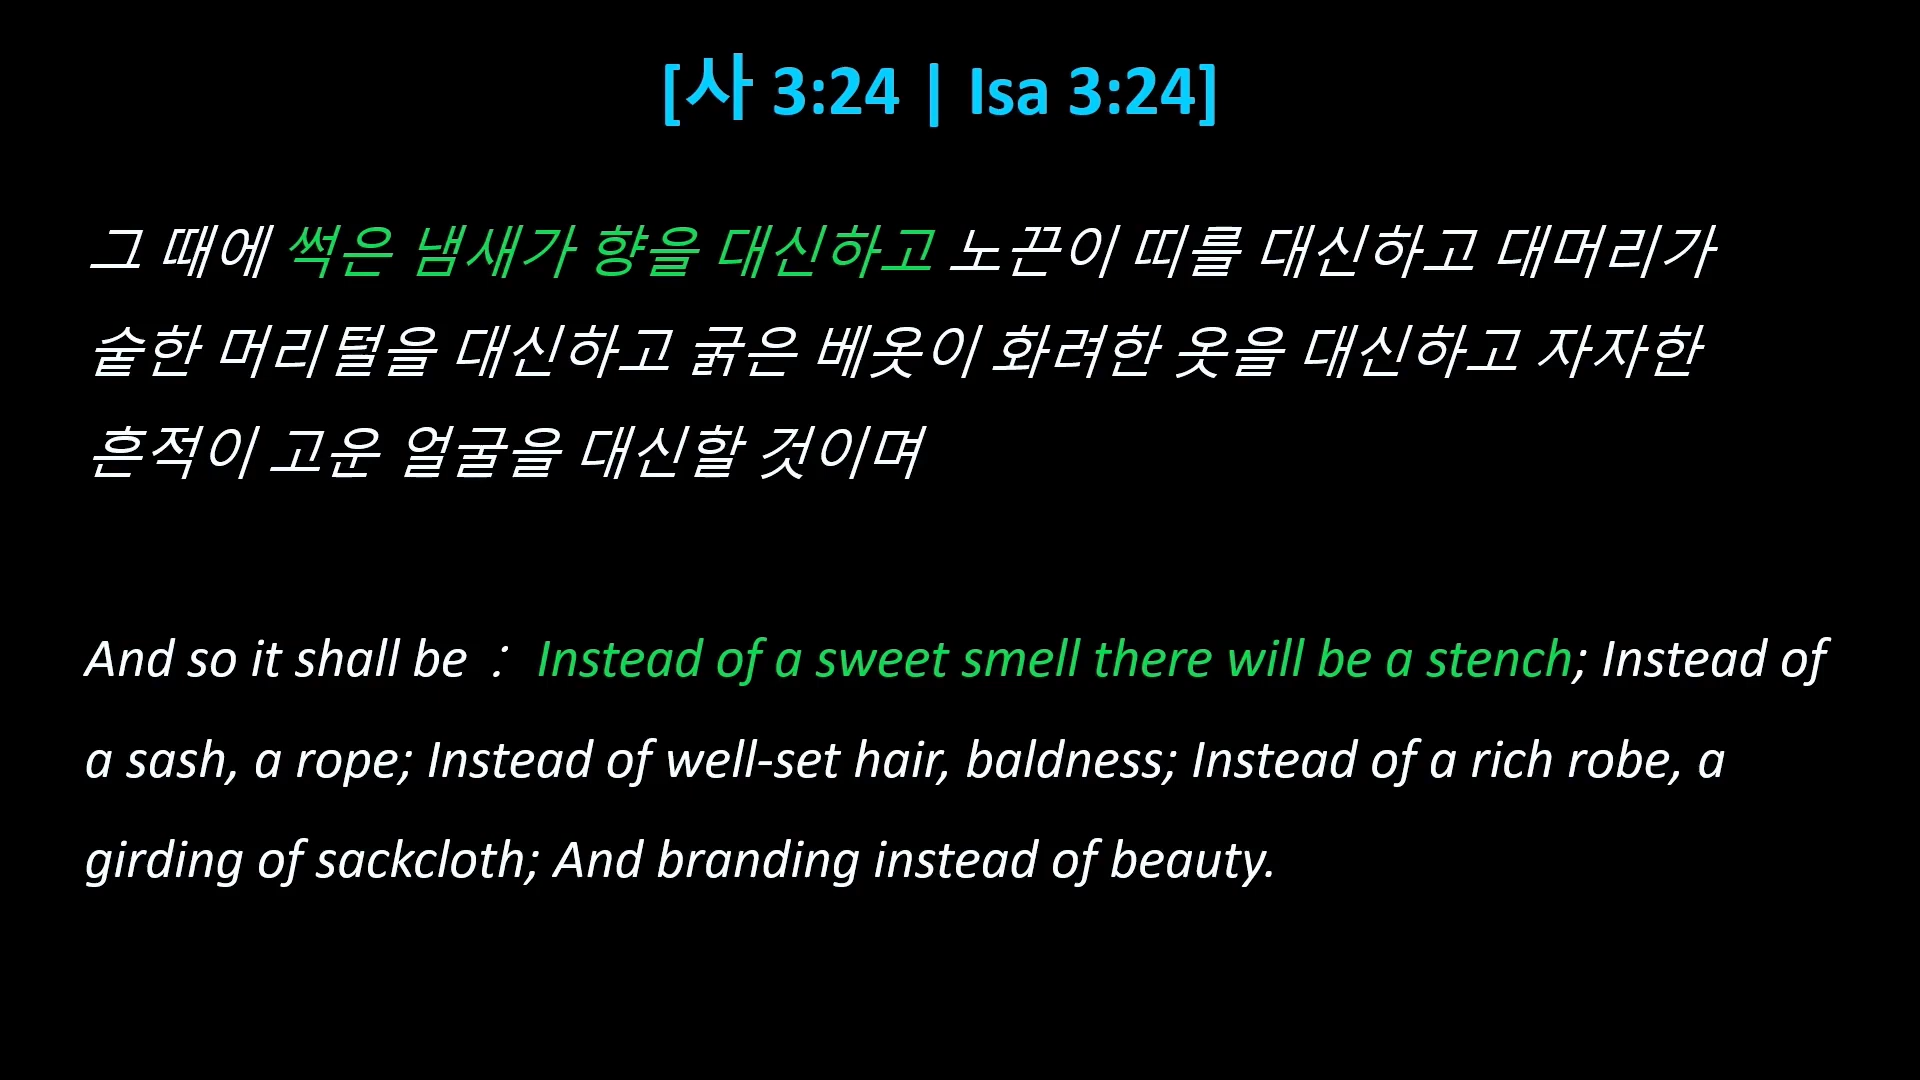 [사 3:24 | Isa 3:24]
그 때에 썩은 냄새가 향을 대신하고 노끈이 띠를 대신하고 대머리가
숱한 머리털을 대신하고 굵은 베옷이 화려한 옷을 대신하고 자자한
흔적이 고운 얼굴을 대신할 것이며
And so it shall be： Instead of a sweet smell there will be a stench; Instead of
a sash, a rope; Instead of well-set hair, baldness; Instead of a rich robe, a
girding of sackcloth; And branding instead of beauty.